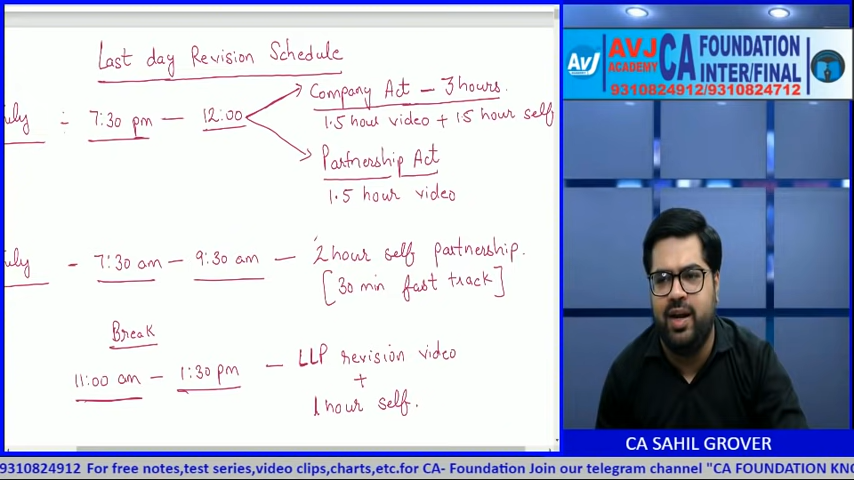 Last day Revision Schedule
uly : 7:30 pm — 12:00
Company Act - 3 hours.
1.5 hour video + 1.5 hour self
Partnership Act
1.5 hour video
uly - 7:30 am — 9:30 am — 2 hour self partnership.
[30 min fast track]
Break
11:00 am — 1:30 pm — LLP revision video
+
1 hour self.
AVJ
AVJ
ACADEMY
CA FOUNDATION
INTER/FINAL
9310824912/9310824712
CA SAHIL GROVER
9310824912 For free notes,test series,video clips,charts,etc.for CA- Foundation Join our telegram channel "CA FOUNDATION KNO